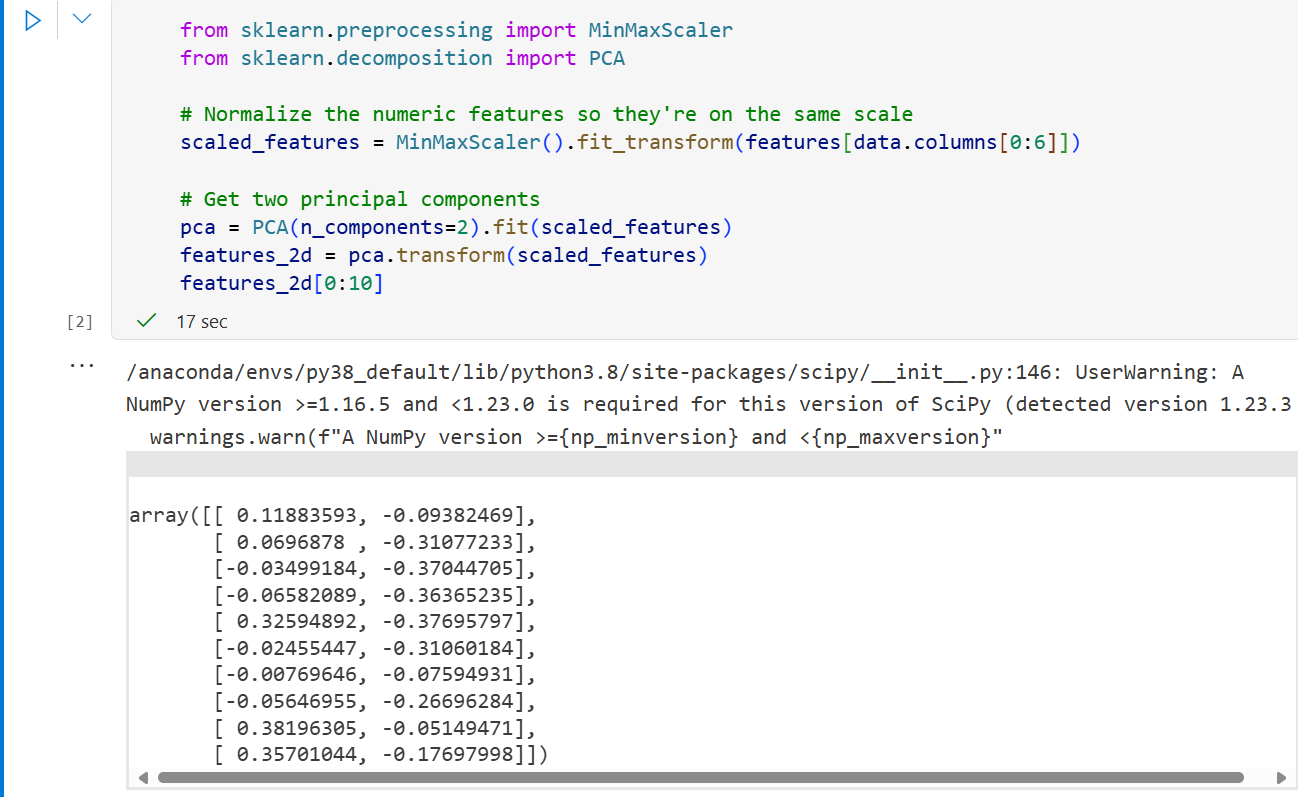 from sklearn.preprocessing import MinMaxScaler
from sklearn.decomposition import PCA
# Normalize the numeric features so they're on the same scale
scaled_features = MinMaxScaler().fit_transform(features[data.columns[0:6]])
# Get two principal components
pca = PCA(n_components=2).fit(scaled_features)
features_2d = pca.transform(scaled_features)
features_2d[0:10]
[2] 17 sec
...
/anaconda/envs/py38_default/lib/python3.8/site-packages/scipy/__init__.py:146: UserWarning: A
NumPy version >=1.16.5 and <1.23.0 is required for this version of SciPy (detected version 1.23.3
  warnings.warn(f"A NumPy version >={np_minversion} and <{np_maxversion}"
array([[ 0.11883593, -0.09382469],
       [ 0.0696878 , -0.31077233],
       [-0.03499184, -0.37044705],
       [-0.06582089, -0.36365235],
       [ 0.32594892, -0.37695797],
       [-0.02455447, -0.31060184],
       [-0.00769646, -0.07594931],
       [-0.05646955, -0.26696284],
       [ 0.38196305, -0.05149471],
       [ 0.35701044, -0.17697998]])